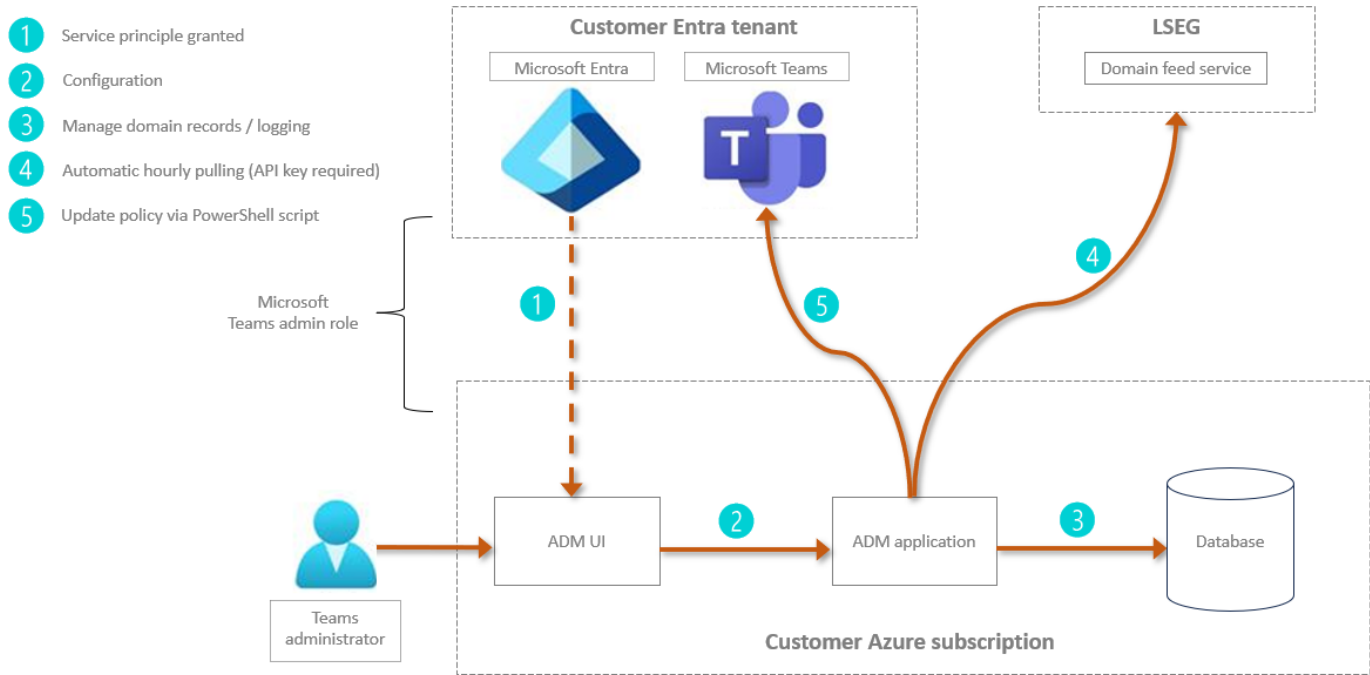 1 Service principle granted
2 Configuration
3 Manage domain records / logging
4 Automatic hourly pulling (API key required)
5 Update policy via PowerShell script
Customer Entra tenant
Microsoft Entra
Microsoft Teams
T
LSEG
Domain feed service
Microsoft
Teams admin role
1
5
4
ADM UI
2
ADM application
3
Database
Teams
administrator
Customer Azure subscription